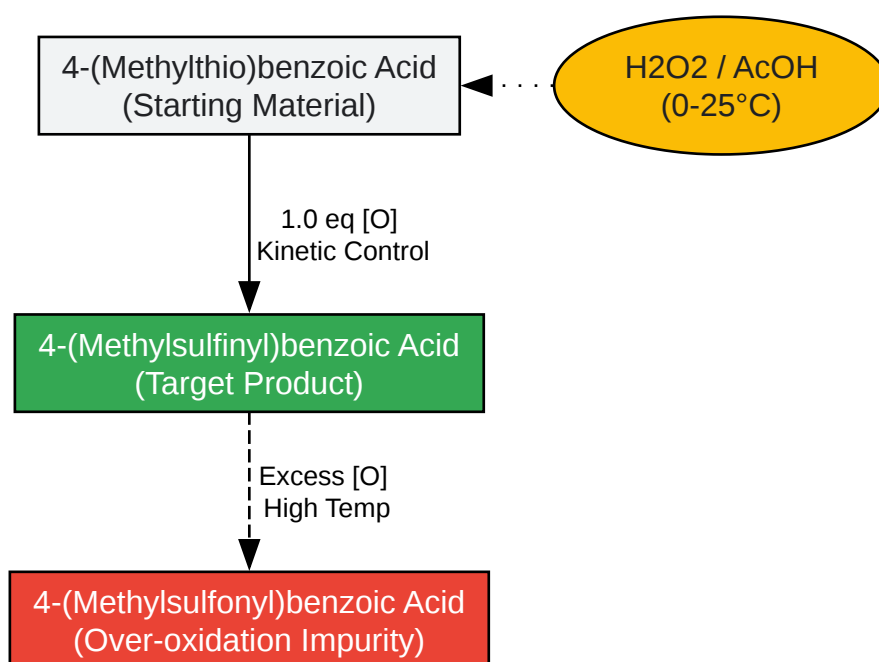 4-(Methylthio)benzoic Acid
(Starting Material)
H2O2 / AcOH
(0-25°C)
1.0 eq [O]
Kinetic Control
4-(Methylsulfinyl)benzoic Acid
(Target Product)
Excess [O]
High Temp
4-(Methylsulfonyl)benzoic Acid
(Over-oxidation Impurity)